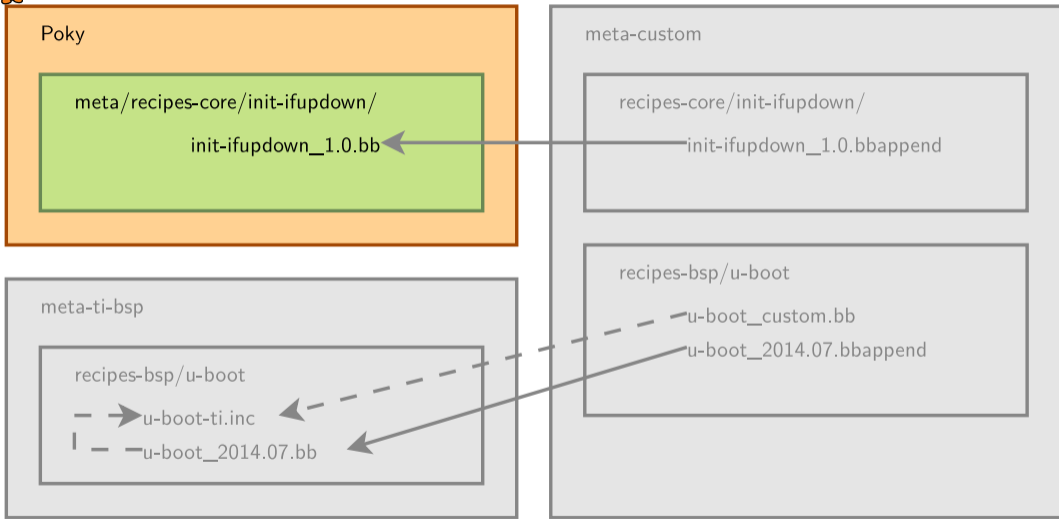 Poky
meta/recipes-core/init-ifupdown/
init-ifupdown_1.0.bb
meta-ti-bsp
recipes-bsp/u-boot
u-boot-ti.inc
u-boot_2014.07.bb
meta-custom
recipes-core/init-ifupdown/
init-ifupdown_1.0.bbappend
recipes-bsp/u-boot
u-boot_custom.bb
u-boot_2014.07.bbappend